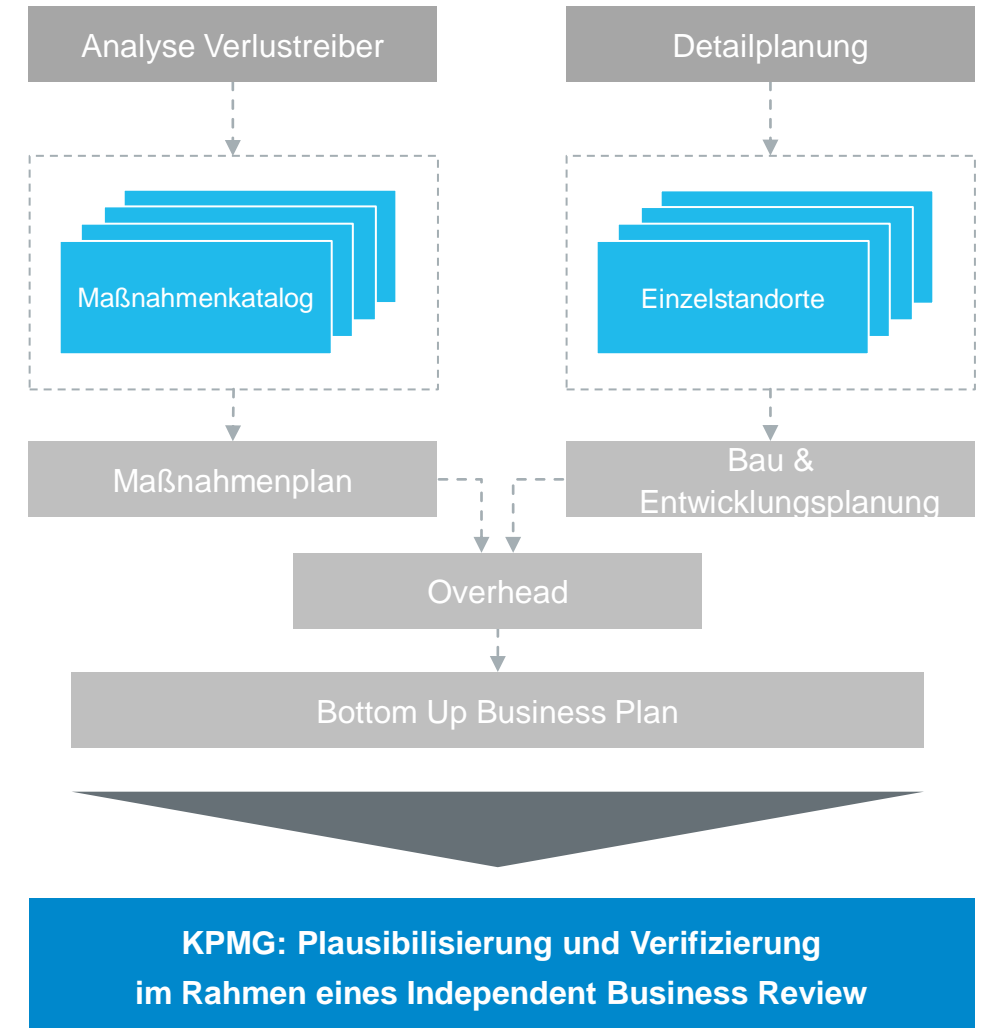 Analyse Verlustreiber
Detailplanung
Maßnahmenkatalog
Einzelstandorte
Maßnahmenplan
Bau &
Entwicklungsplanung
Overhead
Bottom Up Business Plan
KPMG: Plausibilisierung und Verifizierung
im Rahmen eines Independent Business Review